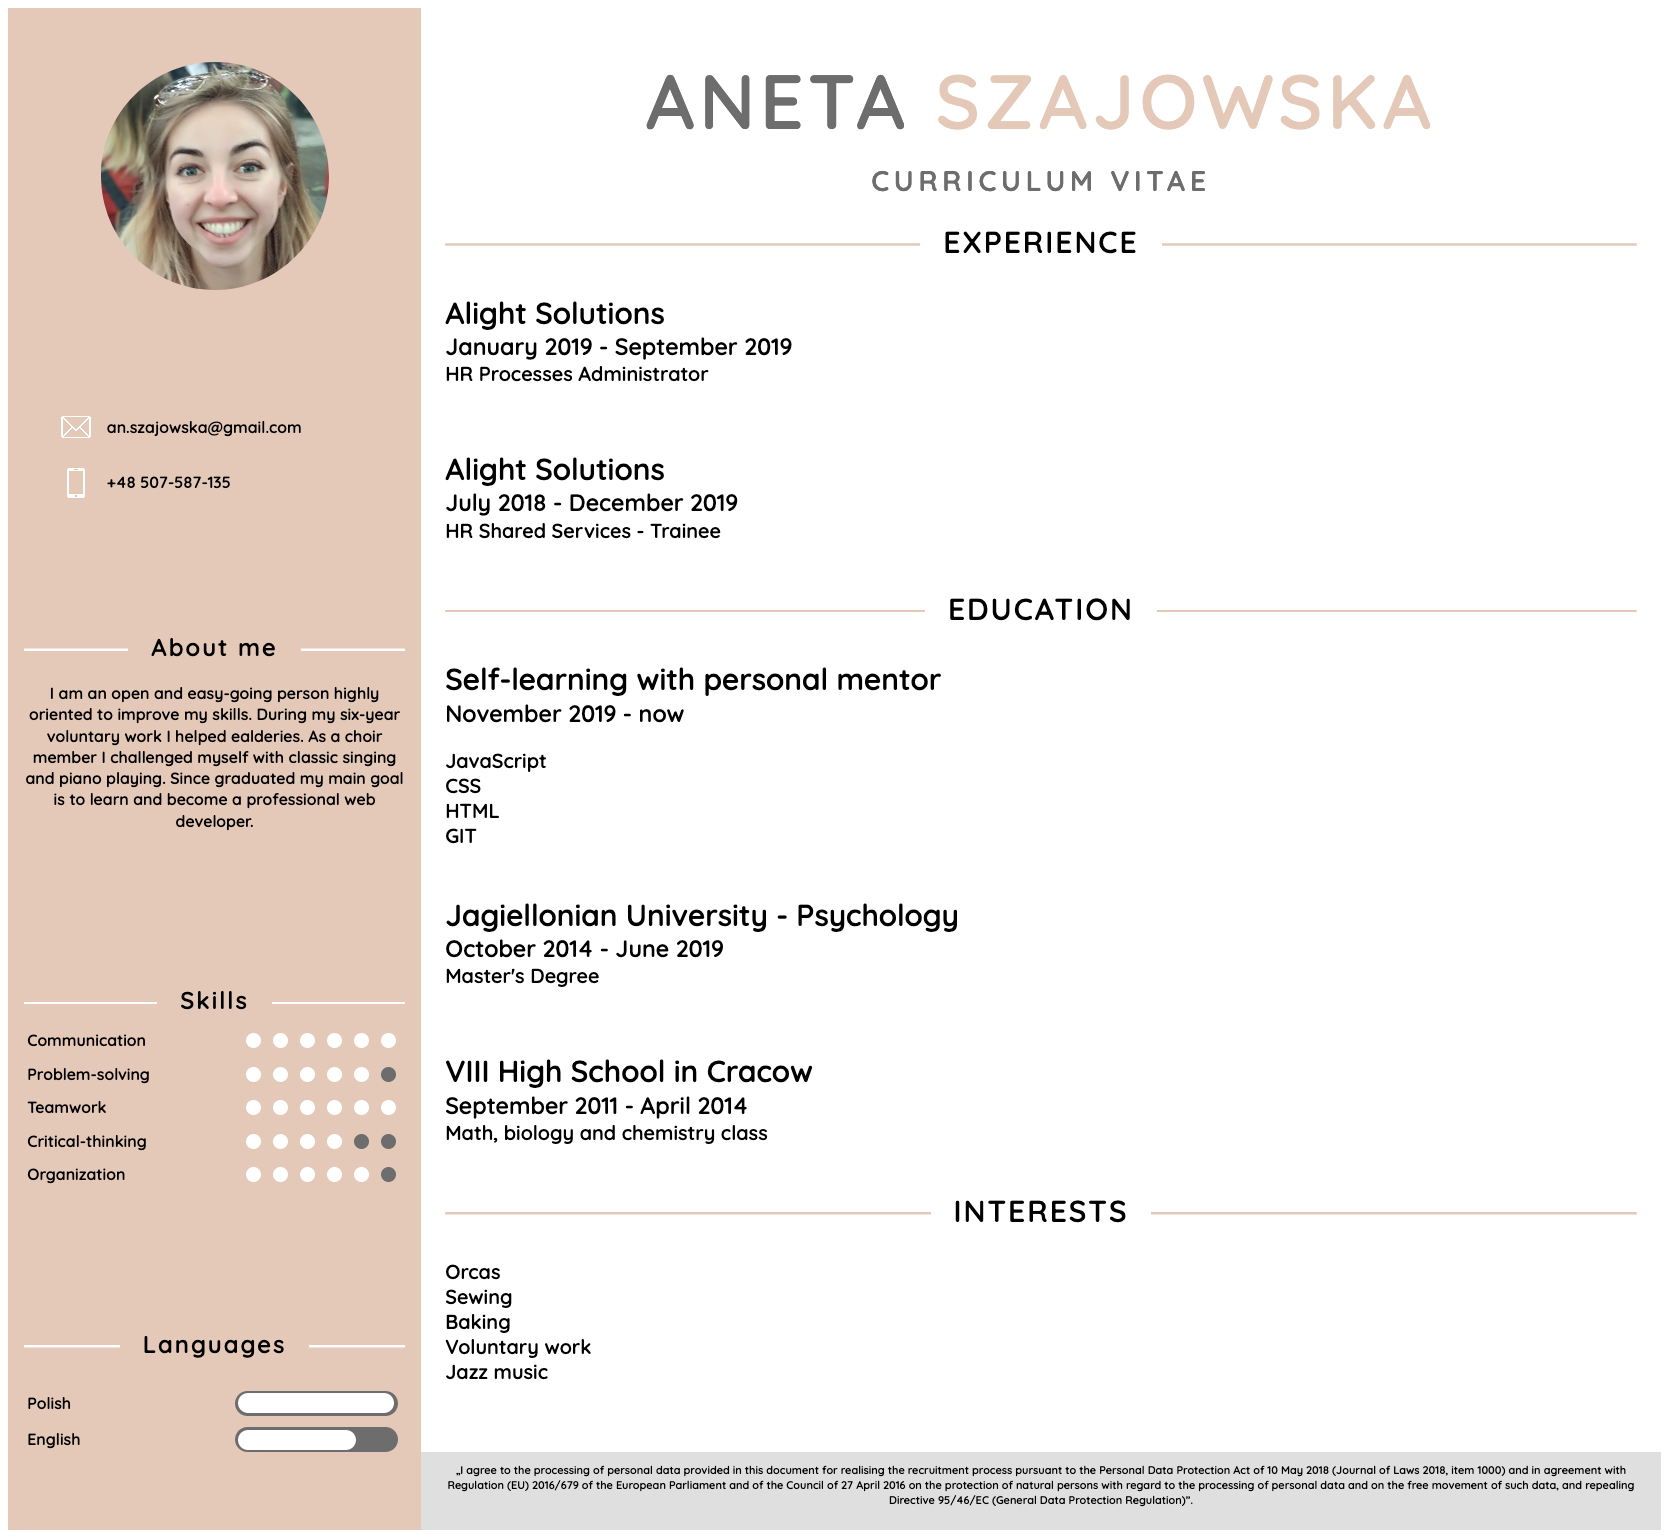 an.szajowska@gmail.com
+48 507-587-135
About me
I am an open and easy-going person highly
oriented to improve my skills. During my six-year
voluntary work I helped ealderies. As a choir
member I challenged myself with classic singing
and piano playing. Since graduated my main goal
is to learn and become a professional web
developer.
Skills
Communication
Problem-solving
Teamwork
Critical-thinking
Organization
Languages
Polish
English
ANETA SZAJOWSKA
CURRICULUM VITAE
EXPERIENCE
Alight Solutions
January 2019 - September 2019
HR Processes Administrator
Alight Solutions
July 2018 - December 2019
HR Shared Services - Trainee
EDUCATION
Self-learning with personal mentor
November 2019 - now
JavaScript
CSS
HTML
GIT
Jagiellonian University - Psychology
October 2014 - June 2019
Master's Degree
VIII High School in Cracow
September 2011 - April 2014
Math, biology and chemistry class
INTERESTS
Orcas
Sewing
Baking
Voluntary work
Jazz music
„I agree to the processing of personal data provided in this document for realising the recruitment process pursuant to the Personal Data Protection Act of 10 May 2018 (Journal of Laws 2018, item 1000) and in agreement with
Regulation (EU) 2016/679 of the European Parliament and of the Council of 27 April 2016 on the protection of natural persons with regard to the processing of personal data and on the free movement of such data, and repealing
Directive 95/46/EC (General Data Protection Regulation)”.